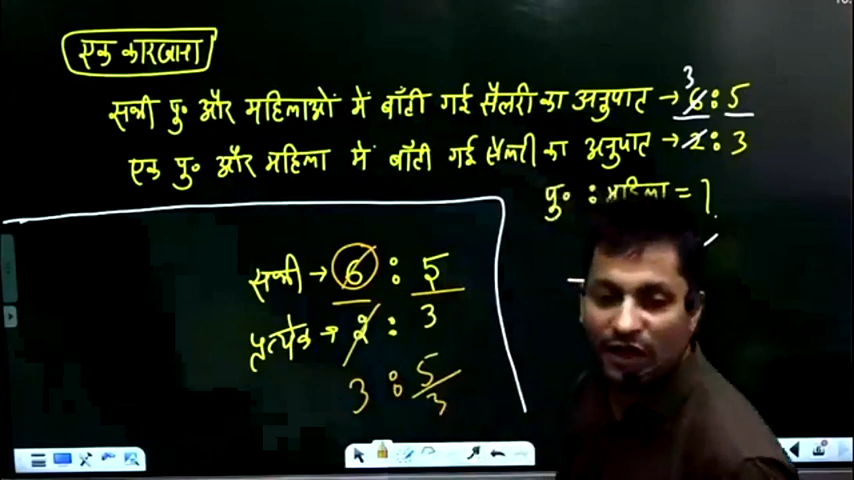 एक कारखाना
सभी पु० और महिलाओं में बाँटी गई सैलरी का अनुपात → 6 : 5
3
एक पु० और महिला में बाँटी गई सैलरी का अनुपात → 2 : 3
पु० : महिला = ?
सभी → 6 : 5
प्रत्येक → 2 : 3
3 : 5/3